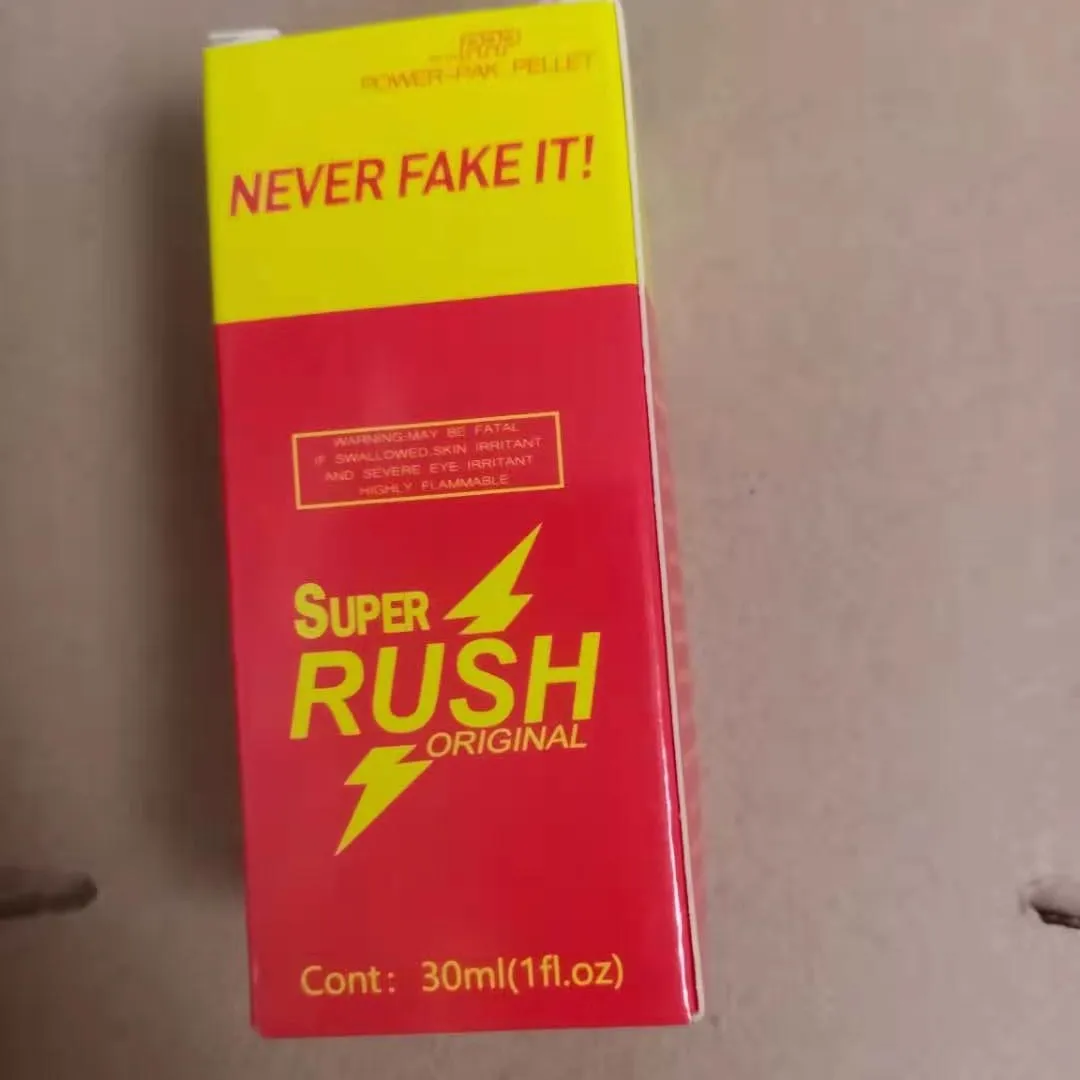 POWER-PAK PELLET
NEVER FAKE IT!
WARNING:MAY BE FATAL
IF SWALLOWED.SKIN IRRITANT
AND SEVERE EYE IRRITANT
HIGHLY FLAMMABLE
SUPER
RUSH
ORIGINAL
Cont: 30ml(1fl.oz)